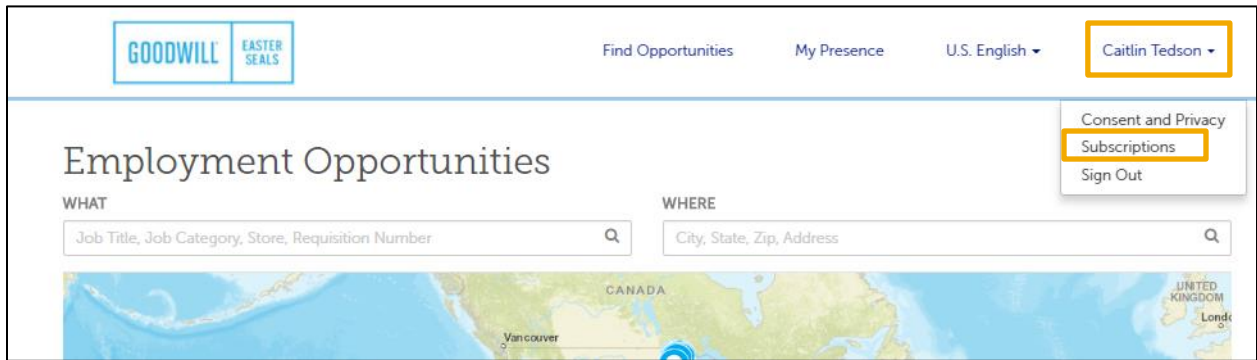 GOODWILL EASTER SEALS
Find Opportunities My Presence U.S. English Caitlin Tedson
Consent and Privacy
Subscriptions
Sign Out
Employment Opportunities
WHAT WHERE
Job Title, Job Category, Store, Requisition Number City, State, Zip, Address
CANADA
UNITED KINGDOM
Vancouver